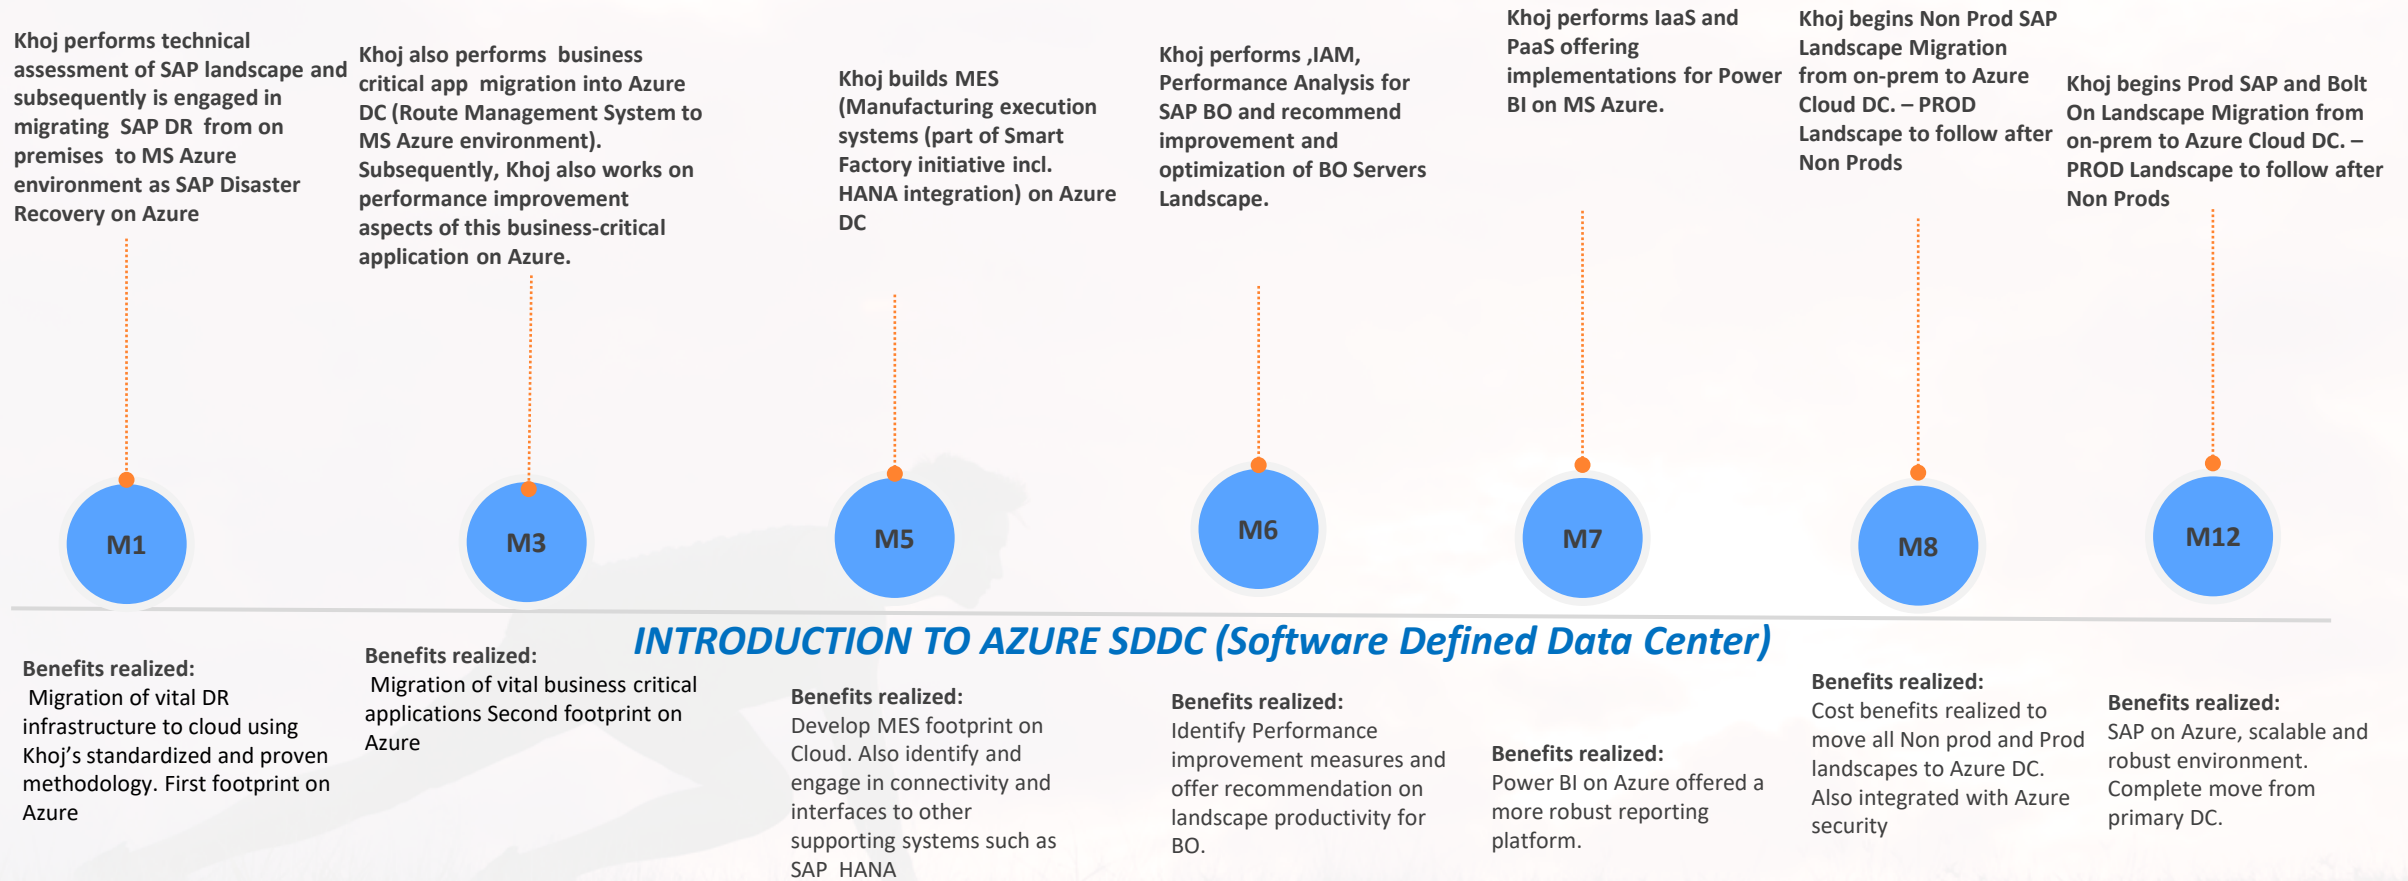 Khoj performs technical
assessment of SAP landscape and
subsequently is engaged in
migrating SAP DR from on
premises to MS Azure
environment as SAP Disaster
Recovery on Azure
Khoj also performs business
critical app migration into Azure
DC (Route Management System to
MS Azure environment).
Subsequently, Khoj also works on
performance improvement
aspects of this business-critical
application on Azure.
Khoj builds MES
(Manufacturing execution
systems (part of Smart
Factory initiative incl.
HANA integration) on Azure
DC
Khoj performs ,IAM,
Performance Analysis for
SAP BO and recommend
improvement and
optimization of BO Servers
Landscape.
Khoj performs IaaS and
PaaS offering
implementations for Power
BI on MS Azure.
Khoj begins Non Prod SAP
Landscape Migration
from on-prem to Azure
Cloud DC. – PROD
Landscape to follow after
Non Prods
Khoj begins Prod SAP and Bolt
On Landscape Migration from
on-prem to Azure Cloud DC. –
PROD Landscape to follow after
Non Prods
M1
M3
M5
M6
M7
M8
M12
INTRODUCTION TO AZURE SDDC (Software Defined Data Center)
Benefits realized:
Migration of vital DR
infrastructure to cloud using
Khoj's standardized and proven
methodology. First footprint on
Azure
Benefits realized:
Migration of vital business critical
applications Second footprint on
Azure
Benefits realized:
Develop MES footprint on
Cloud. Also identify and
engage in connectivity and
interfaces to other
supporting systems such as
SAP HANA
Benefits realized:
Identify Performance
improvement measures and
offer recommendation on
landscape productivity for
BO.
Benefits realized:
Power BI on Azure offered a
more robust reporting
platform.
Benefits realized:
Cost benefits realized to
move all Non prod and Prod
landscapes to Azure DC.
Also integrated with Azure
security
Benefits realized:
SAP on Azure, scalable and
robust environment.
Complete move from
primary DC.